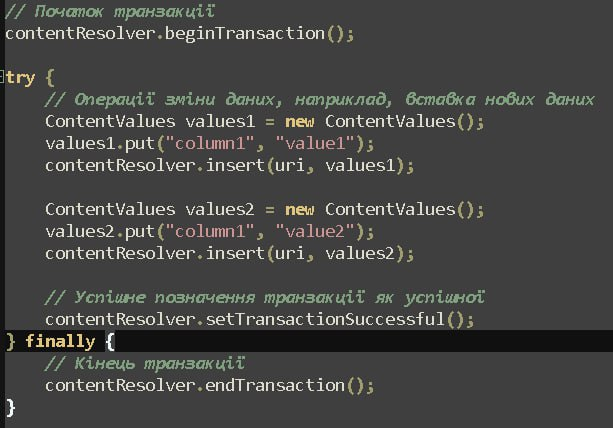 // Початок транзакції
contentResolver.beginTransaction();
try {
// Операції зміни даних, наприклад, вставка нових даних
ContentValues values1 = new ContentValues();
values1.put("column1", "value1");
contentResolver.insert(uri, values1);
ContentValues values2 = new ContentValues();
values2.put("column1", "value2");
contentResolver.insert(uri, values2);
// Успішне позначення транзакції як успішної
contentResolver.setTransactionSuccessful();
} finally {
// Кінець транзакції
contentResolver.endTransaction();
}